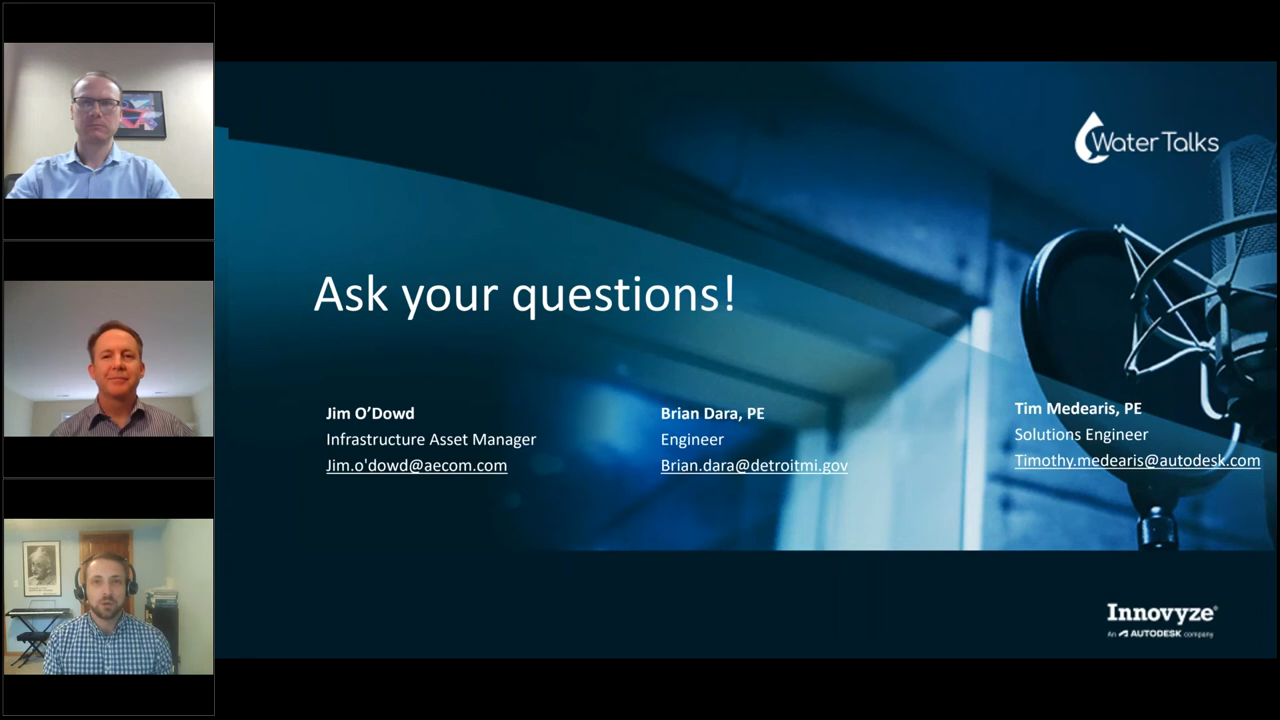 Water Talks
Ask your questions!
Jim O’Dowd
Infrastructure Asset Manager
Jim.o'dowd@aecom.com
Brian Dara, PE
Engineer
Brian.dara@detroitmi.gov
Tim Medearis, PE
Solutions Engineer
Timothy.medearis@autodesk.com
Innovyze®
An AUTODESK company